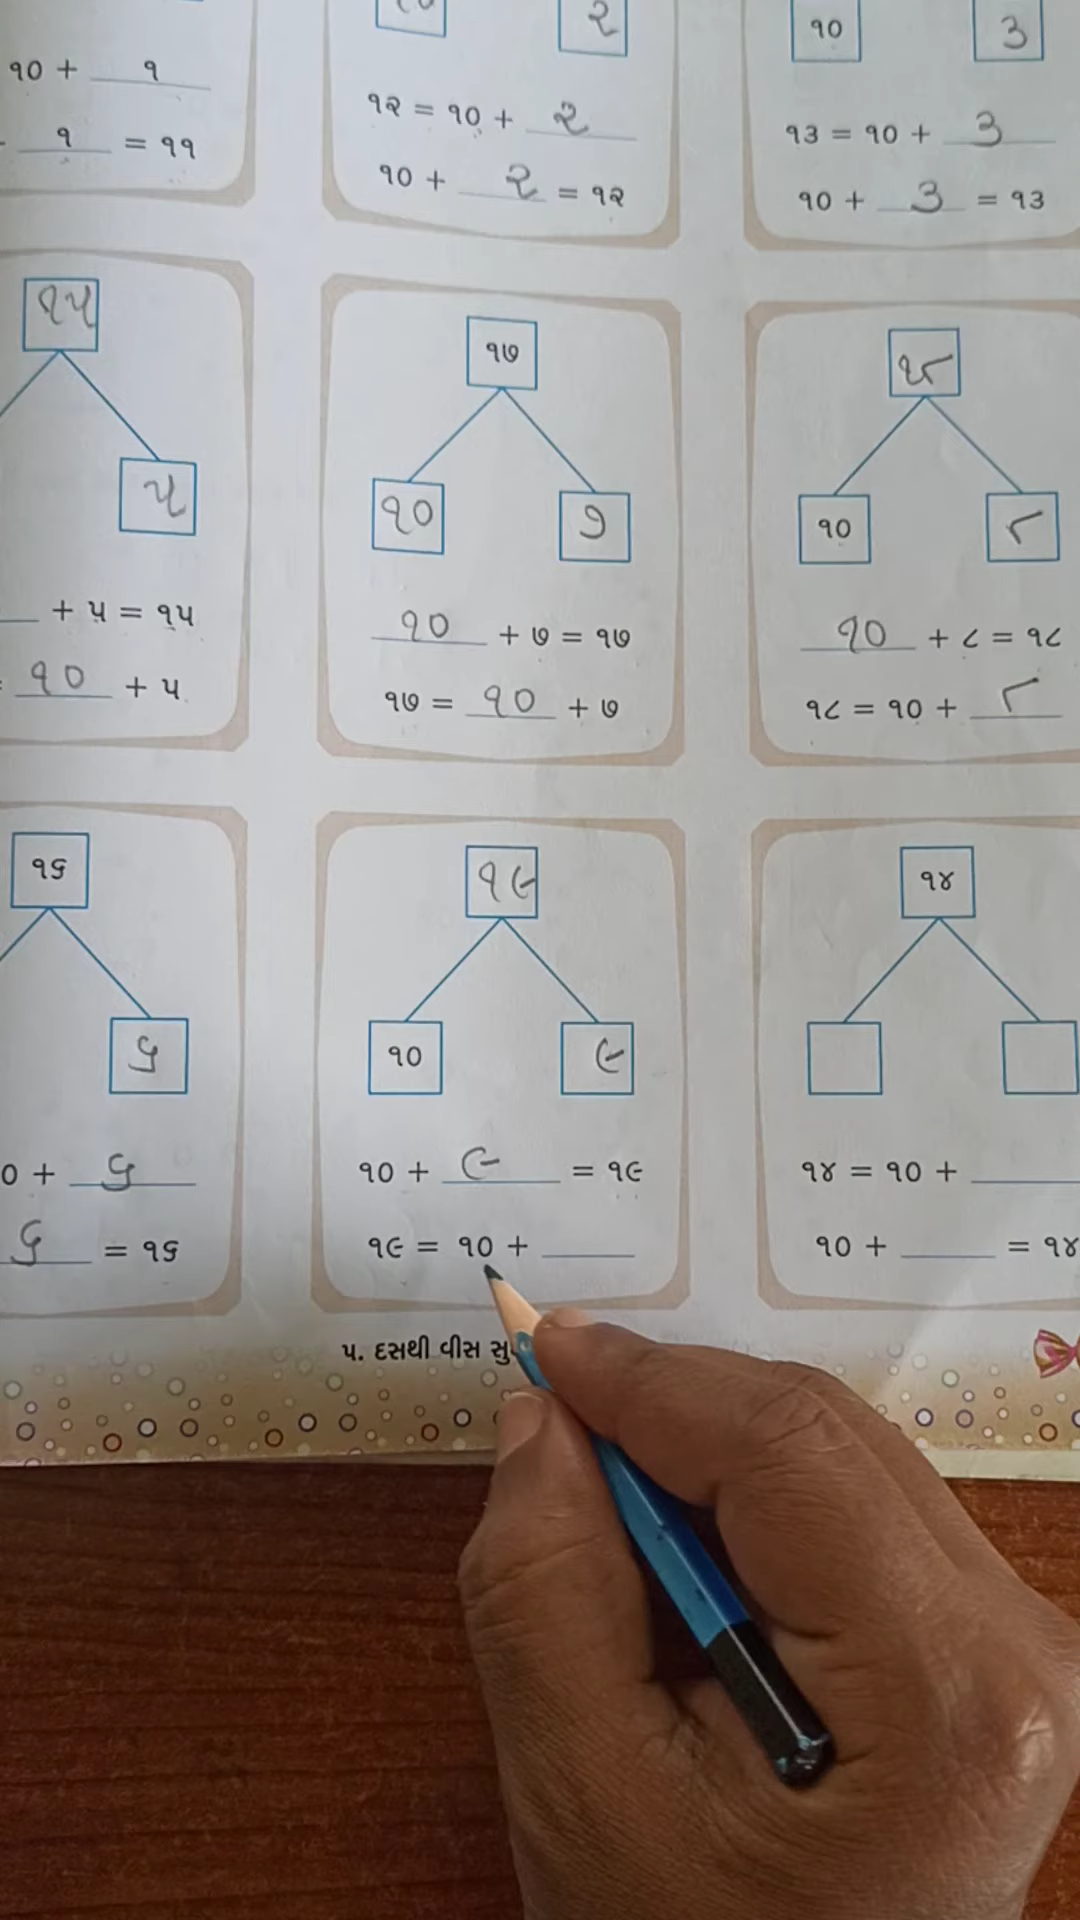 ૨
૧૦
3
૧૦ + ૧
૧ = ૧૧
૧૨ = ૧૦ + ૨
૧૦ + ૨ = ૧૨
૧૩ = ૧૦ + ૩
૧૦ + ૩ = ૧૩
૧૫
૫
+ ૫ = ૧૫
૧૦ + ૫
૧૭
૧૦
૭
૧૦ + ૭ = ૧૭
૧૭ = ૧૦ + ૭
૧૮
૧૦
૮
૧૦ + ૮ = ૧૮
૧૮ = ૧૦ + ૮
૧૬
૬
૦ + ૬
૬ = ૧૬
૧૯
૧૦
૯
૧૦ + ૯ = ૧૯
૧૯ = ૧૦ +
૧૪
૧૪ = ૧૦ +
૧૦ + = ૧૪
૫. દસથી વીસ